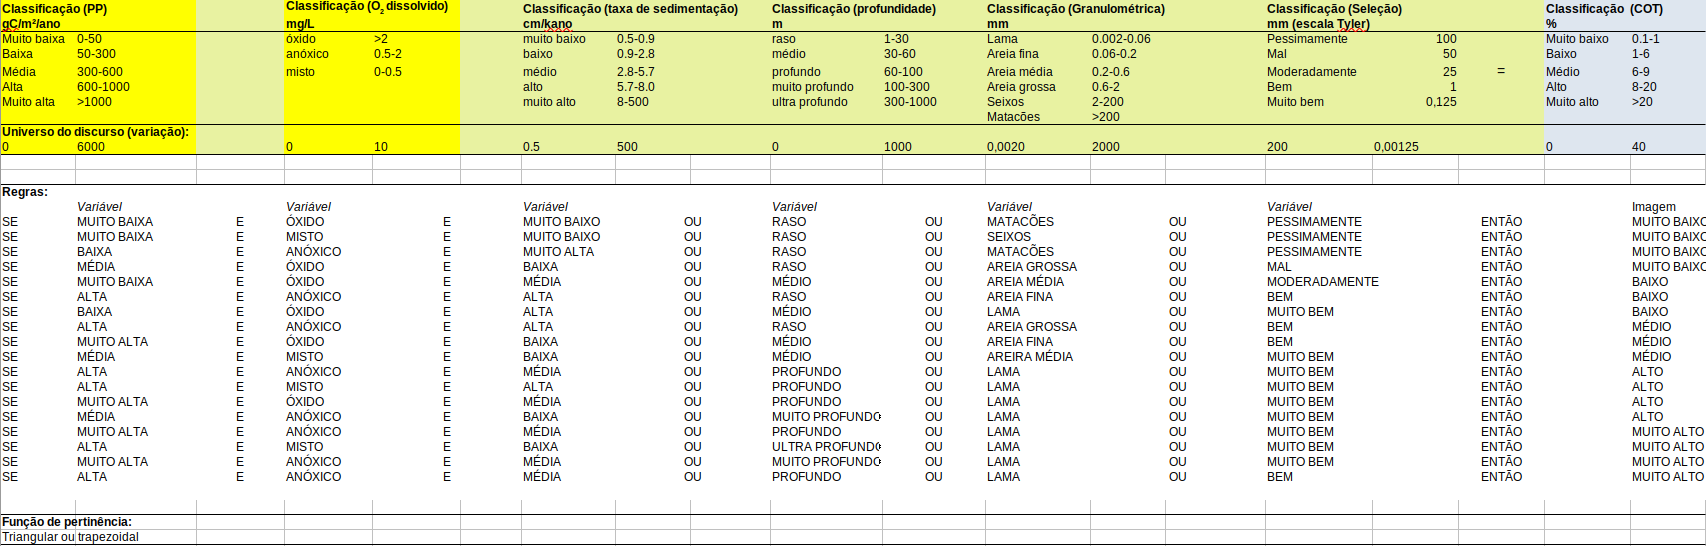 Classificação (PP) Classificação (O2 dissolvido) Classificação (taxa de sedimentação) Classificação (profundidade) Classificação (Granulométrica) Classificação (Seleção) Classificação (COT)
gC/m²/ano mg/L cm/kano m mm mm (escala Tyler) %
Muito baixa 0-50 óxido >2 muito baixo 0.5-0.9 raso 1-30 Lama 0.002-0.06 Pessimamente 100 Muito baixo 0.1-1
Baixa 50-300 anóxico 0.5-2 baixo 0.9-2.8 médio 30-60 Areia fina 0.06-0.2 Mal 50 Baixo 1-6
Média 300-600 misto 0-0.5 médio 2.8-5.7 profundo 60-100 Areia média 0.2-0.6 Moderadamente 25 = Médio 6-9
Alta 600-1000 alto 5.7-8.0 muito profundo 100-300 Areia grossa 0.6-2 Bem 1 Alto 8-20
Muito alta >1000 muito alto 8-500 ultra profundo 300-1000 Seixos 2-200 Muito bem 0,125 Muito alto >20
Matacões >200
Universo do discurso (variação):
0 6000 0 10 0.5 500 0 1000 0,0020 2000 200 0,00125 0 40
Regras:
Variável Variável Variável Variável Variável Variável Imagem
SE MUITO BAIXA E ÓXIDO E MUITO BAIXO OU RASO OU MATACÕES OU PESSIMAMENTE ENTÃO MUITO BAIXO
SE MUITO BAIXA E MISTO E MUITO BAIXO OU RASO OU SEIXOS OU PESSIMAMENTE ENTÃO MUITO BAIXO
SE BAIXA E ANÓXICO E MUITO ALTA OU RASO OU MATACÕES OU PESSIMAMENTE ENTÃO MUITO BAIXO
SE MÉDIA E ÓXIDO E BAIXA OU RASO OU AREIA GROSSA OU MAL ENTÃO MUITO BAIXO
SE MUITO BAIXA E ÓXIDO E MÉDIA OU MÉDIO OU AREIA MÉDIA OU MODERADAMENTE ENTÃO BAIXO
SE ALTA E ANÓXICO E ALTA OU RASO OU AREIA FINA OU BEM ENTÃO BAIXO
SE BAIXA E ÓXIDO E ALTA OU MÉDIO OU LAMA OU MUITO BEM ENTÃO BAIXO
SE ALTA E ANÓXICO E ALTA OU RASO OU AREIA GROSSA OU BEM ENTÃO MÉDIO
SE MUITO ALTA E ÓXIDO E BAIXA OU MÉDIO OU AREIA FINA OU BEM ENTÃO MÉDIO
SE MÉDIA E MISTO E BAIXA OU MÉDIO OU AREIRA MÉDIA OU MUITO BEM ENTÃO MÉDIO
SE ALTA E ANÓXICO E MÉDIA OU PROFUNDO OU LAMA OU MUITO BEM ENTÃO ALTO
SE ALTA E MISTO E ALTA OU PROFUNDO OU LAMA OU MUITO BEM ENTÃO ALTO
SE MUITO ALTA E ÓXIDO E MÉDIA OU PROFUNDO OU LAMA OU MUITO BEM ENTÃO ALTO
SE MÉDIA E ANÓXICO E BAIXA OU MUITO PROFUNDO OU LAMA OU MUITO BEM ENTÃO ALTO
SE MUITO ALTA E ANÓXICO E MÉDIA OU PROFUNDO OU LAMA OU MUITO BEM ENTÃO MUITO ALTO
SE ALTA E MISTO E BAIXA OU ULTRA PROFUNDO OU LAMA OU MUITO BEM ENTÃO MUITO ALTO
SE MUITO ALTA E ANÓXICO E MÉDIA OU MUITO PROFUNDO OU LAMA OU MUITO BEM ENTÃO MUITO ALTO
SE ALTA E ANÓXICO E MÉDIA OU PROFUNDO OU LAMA OU BEM ENTÃO MUITO ALTO
Função de pertinência:
Triangular ou trapezoidal